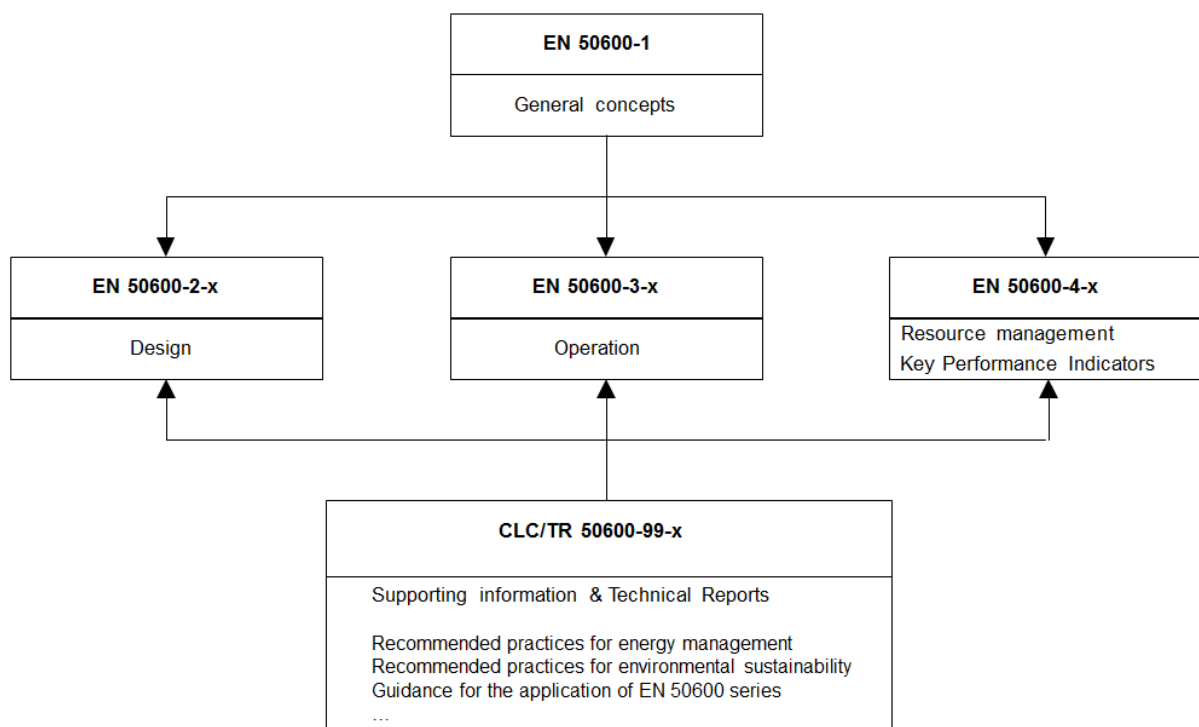 EN 50600-1
General concepts
EN 50600-2-x
Design
EN 50600-3-x
Operation
EN 50600-4-x
Resource management
Key Performance Indicators
CLC/TR 50600-99-x
Supporting information & Technical Reports
Recommended practices for energy management
Recommended practices for environmental sustainability
Guidance for the application of EN 50600 series
...